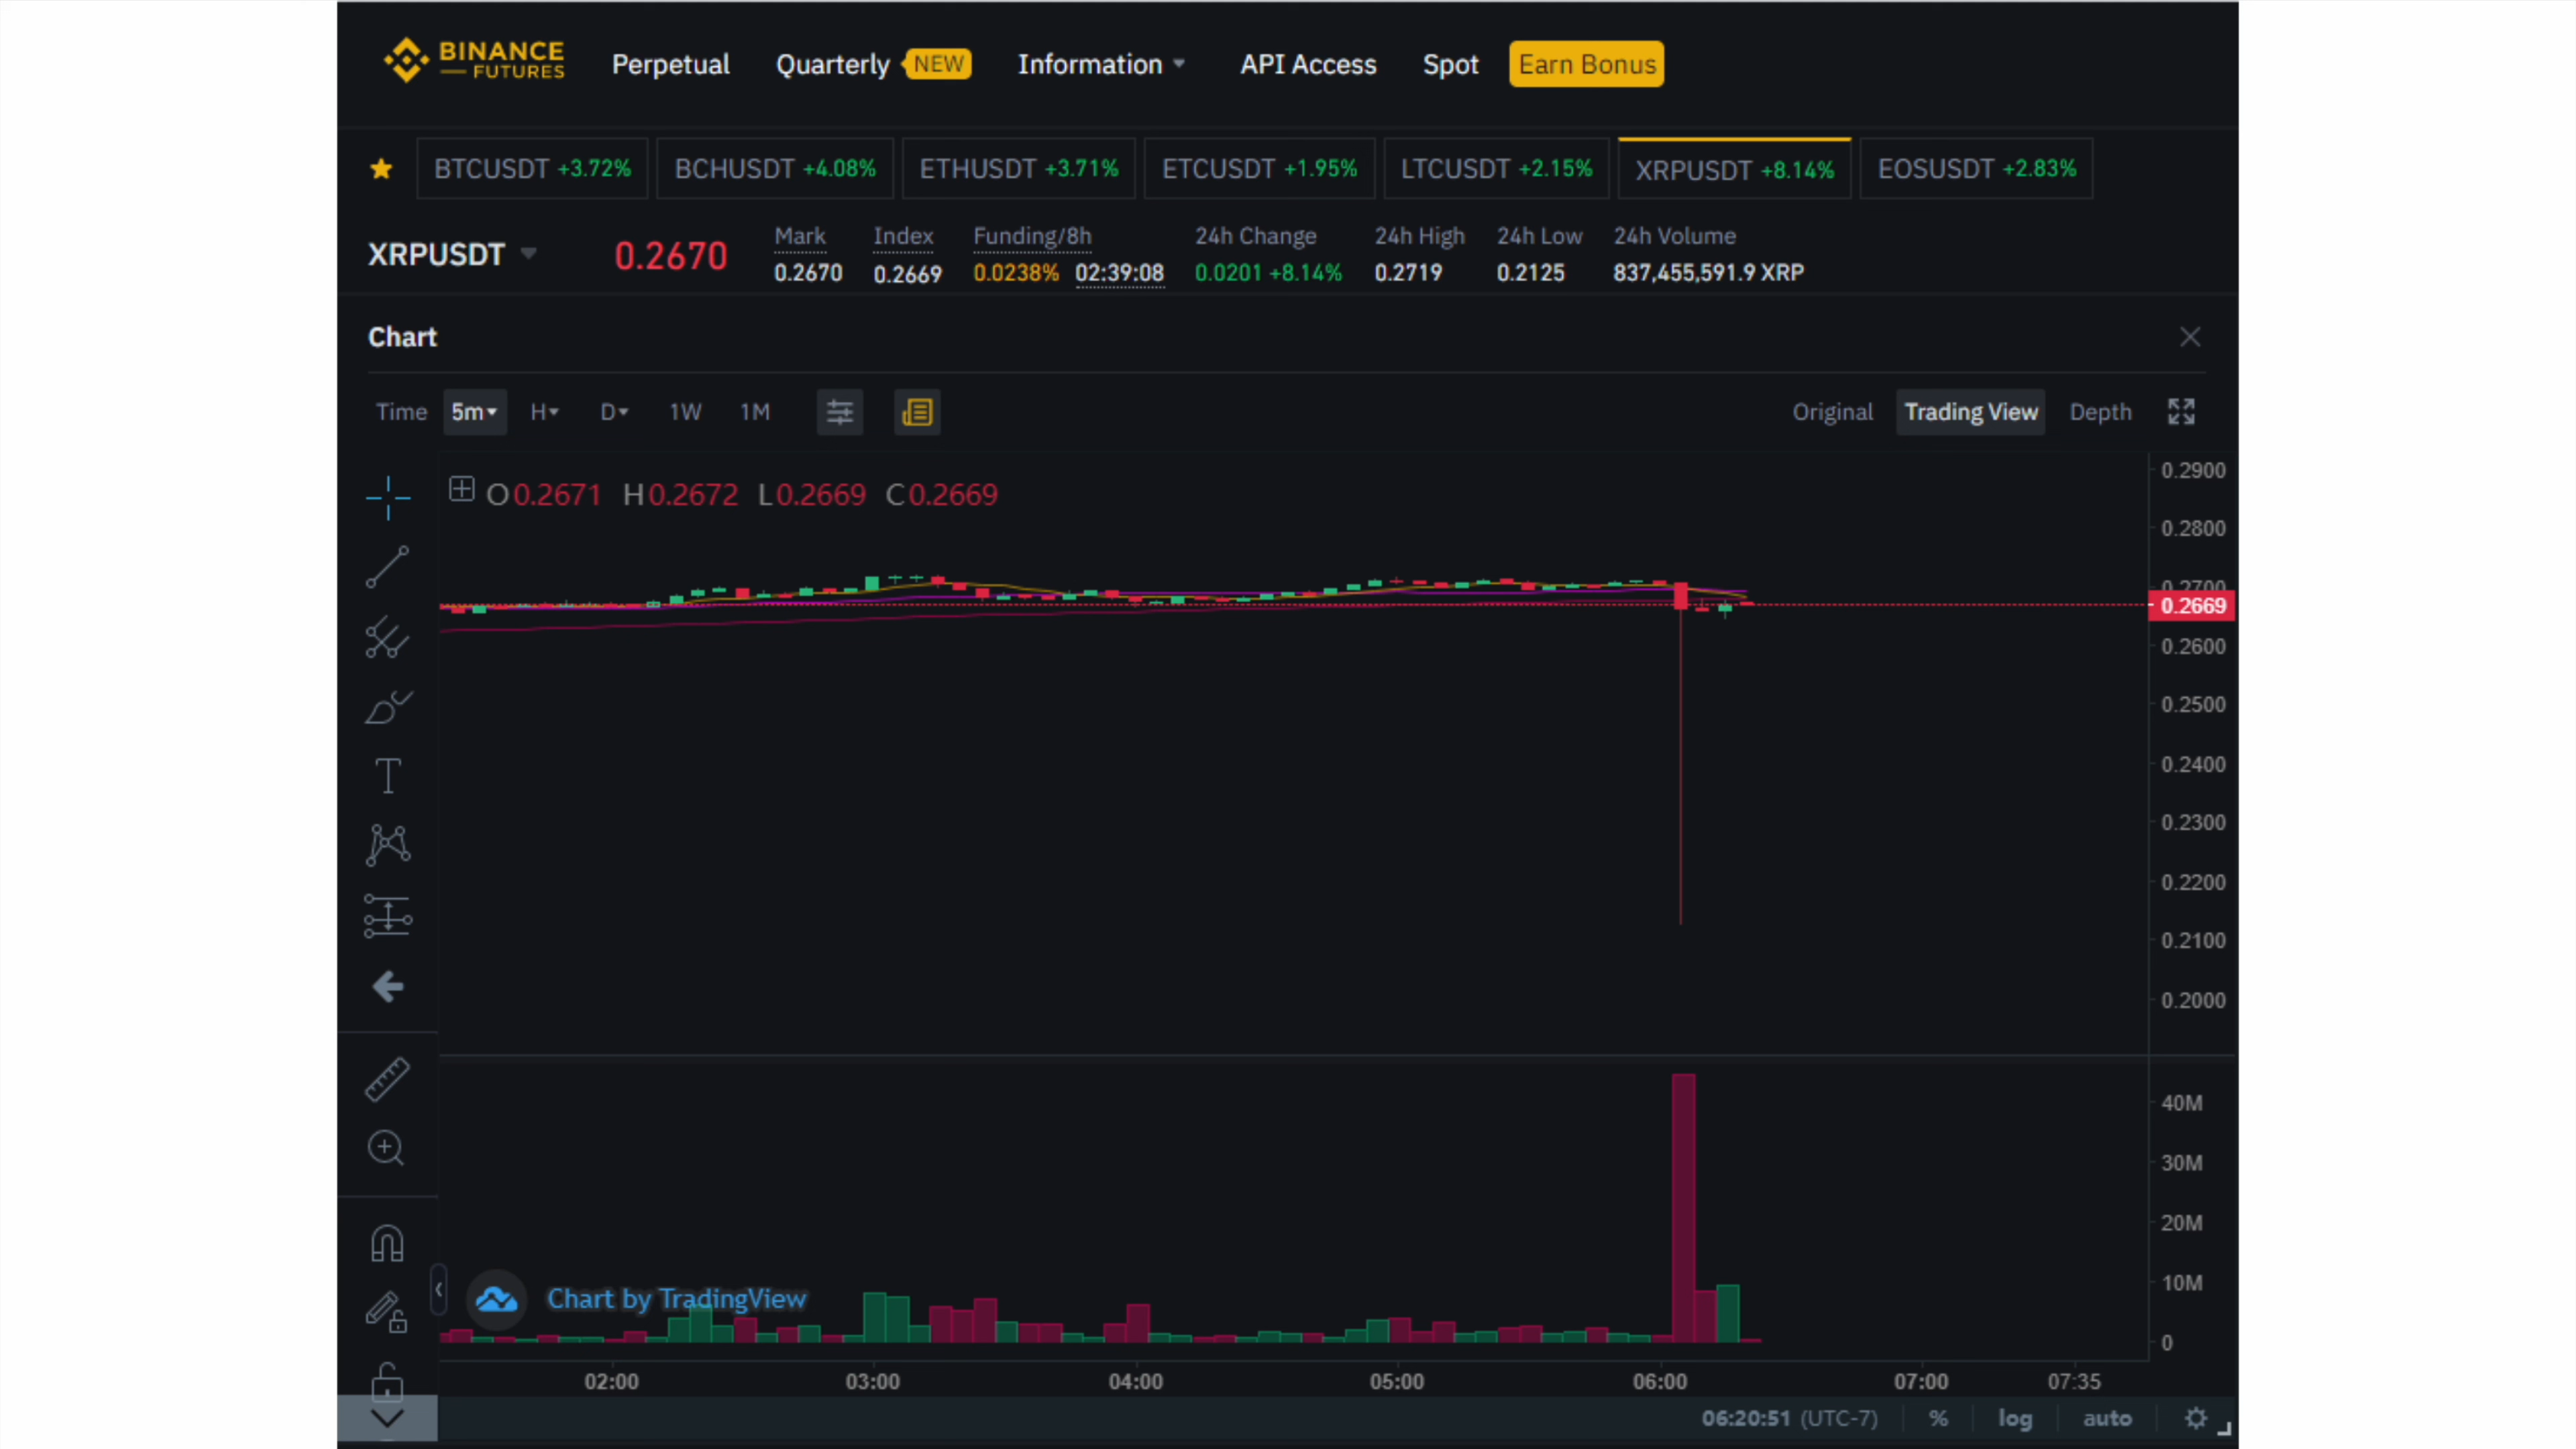 BINANCE
FUTURES
Perpetual Quarterly NEW Information API Access Spot Earn Bonus
BTCUSDT +3.72% BCHUSDT +4.08% ETHUSDT +3.71% ETCUSDT +1.95% LTCUSDT +2.15% XRPUSDT +8.14% EOSUSDT +2.83%
Mark Index Funding/8h 24h Change 24h High 24h Low 24h Volume
XRPUSDT 0.2670 0.2670 0.2669 0.0238% 02:39:08 0.0201 +8.14% 0.2719 0.2125 837,455,591.9 XRP
Chart
Time 5m H D 1W 1M Original Trading View Depth
O0.2671 H0.2672 L0.2669 C0.2669
0.2900
0.2800
0.2700
0.2669
0.2600
0.2500
0.2400
0.2300
0.2200
0.2100
0.2000
40M
30M
20M
10M
0
Chart by TradingView
02:00 03:00 04:00 05:00 06:00 07:00 07:35
06:20:51 (UTC-7) % log auto